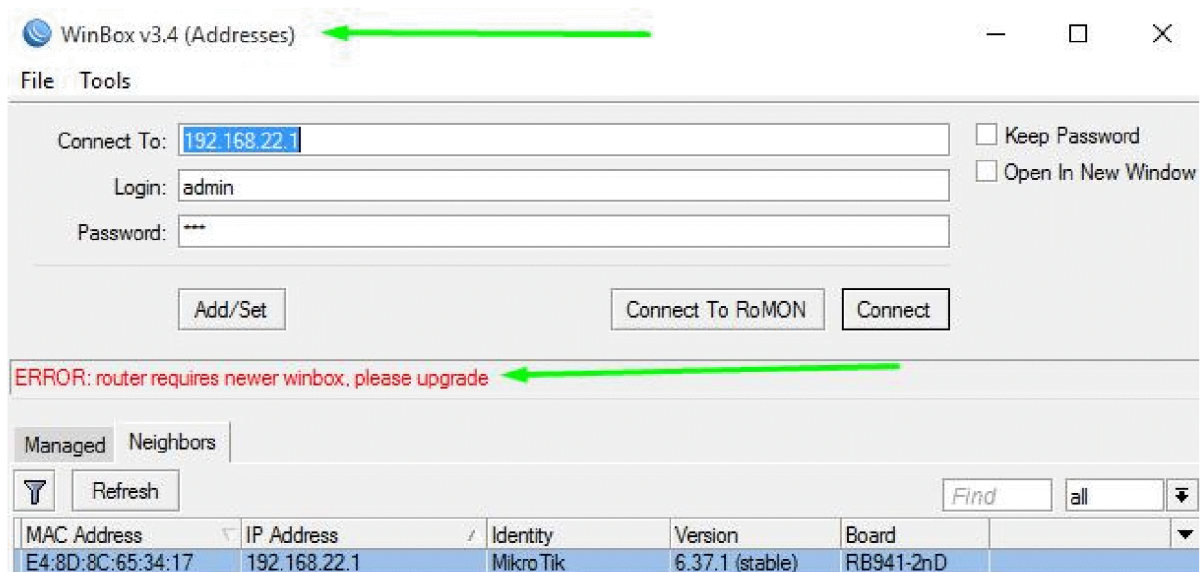 WinBox v3.4 (Addresses)
File Tools
Connect To: 192.168.22.1
Keep Password
Login: admin
Open In New Window
Password: ***
Add/Set Connect To RoMON Connect
ERROR: router requires newer winbox, please upgrade
Managed Neighbors
Refresh Find all
MAC Address IP Address Identity Version Board
E4:8D:8C:65:34:17 192.168.22.1 MikroTik 6.37.1 (stable) RB941-2nD